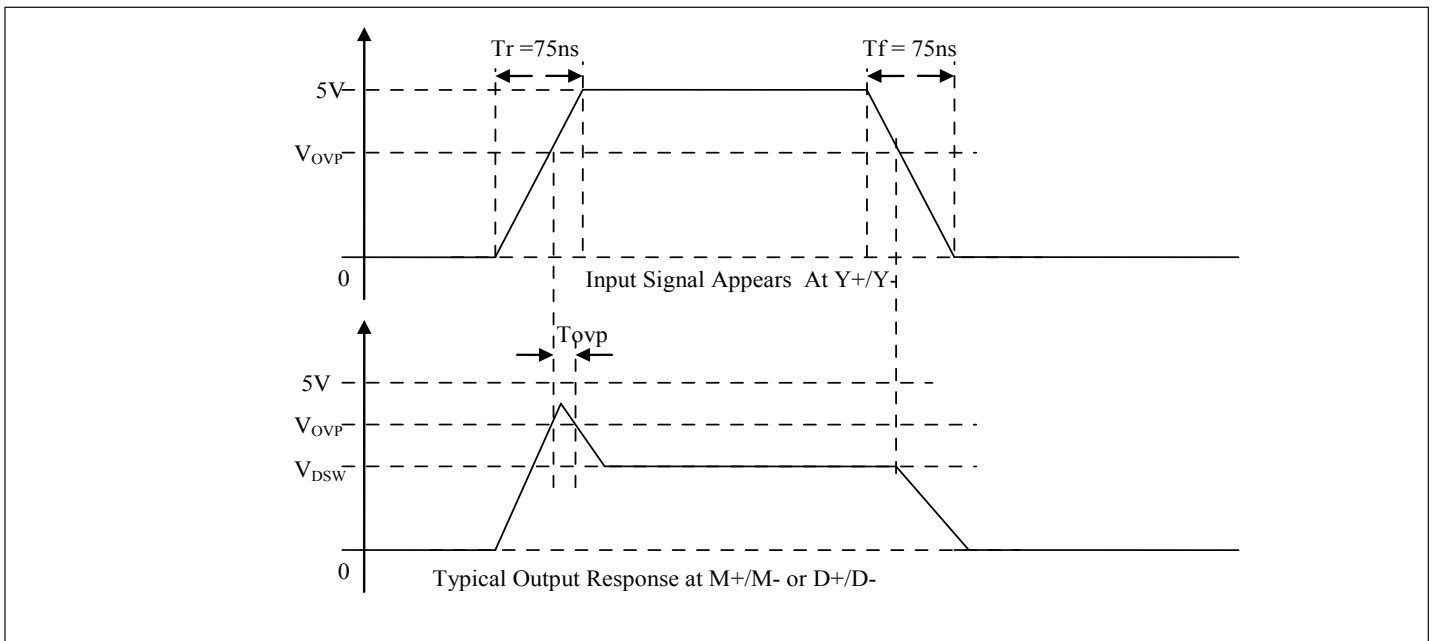 Tr =75ns
Tf = 75ns
5V
VOVP
0
Input Signal Appears At Y+/Y-
Tovp
5V
VOVP
VDSW
0
Typical Output Response at M+/M- or D+/D-